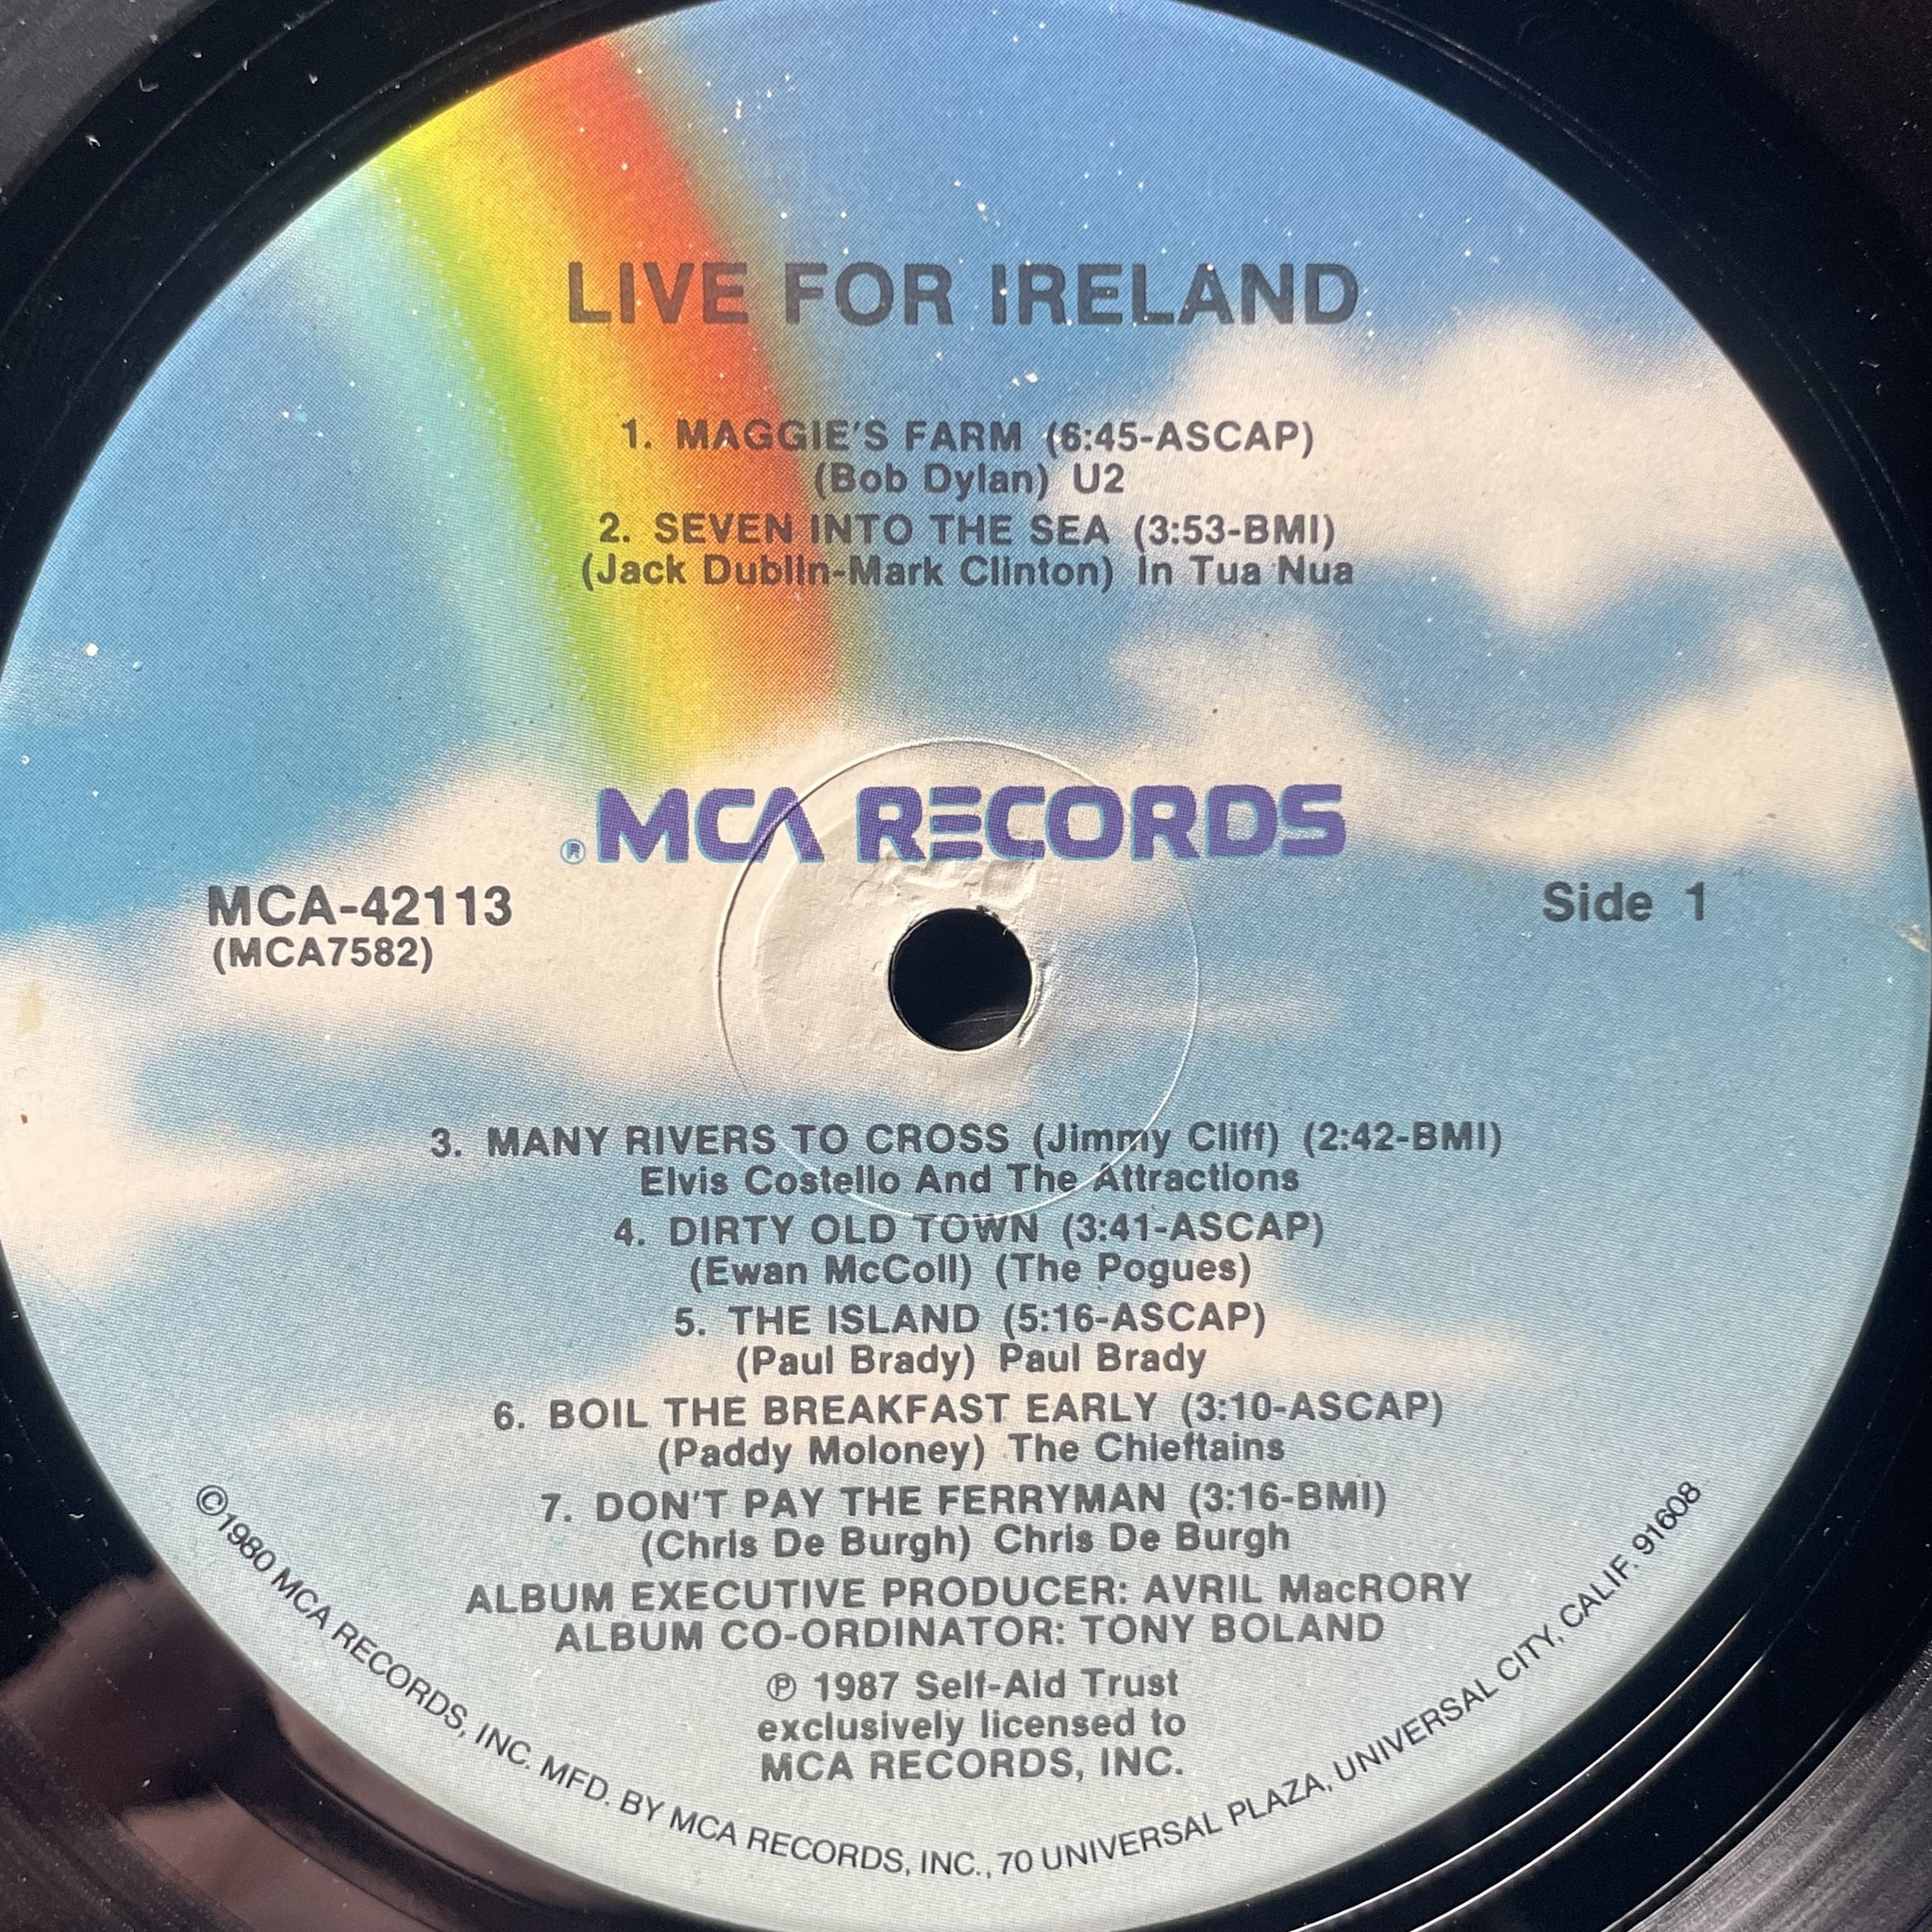 LIVE FOR IRELAND
1. MAGGIE'S FARM (6:45-ASCAP)
(Bob Dylan) U2
2. SEVEN INTO THE SEA (3:53-BMI)
(Jack Dublin-Mark Clinton) In Tua Nua
® MCA RECORDS
MCA-42113
(MCA7582)
Side 1
3. MANY RIVERS TO CROSS (Jimmy Cliff) (2:42-BMI)
Elvis Costello And The Attractions
4. DIRTY OLD TOWN (3:41-ASCAP)
(Ewan McColl) (The Pogues)
5. THE ISLAND (5:16-ASCAP)
(Paul Brady) Paul Brady
6. BOIL THE BREAKFAST EARLY (3:10-ASCAP)
(Paddy Moloney) The Chieftains
7. DON'T PAY THE FERRYMAN (3:16-BMI)
(Chris De Burgh) Chris De Burgh
ALBUM EXECUTIVE PRODUCER: AVRIL MacRORY
ALBUM CO-ORDINATOR: TONY BOLAND
℗ 1987 Self-Aid Trust
exclusively licensed to
MCA RECORDS, INC.
©1980 MCA RECORDS, INC. MFD. BY MCA RECORDS, INC., 70 UNIVERSAL PLAZA, UNIVERSAL CITY, CALIF. 91608